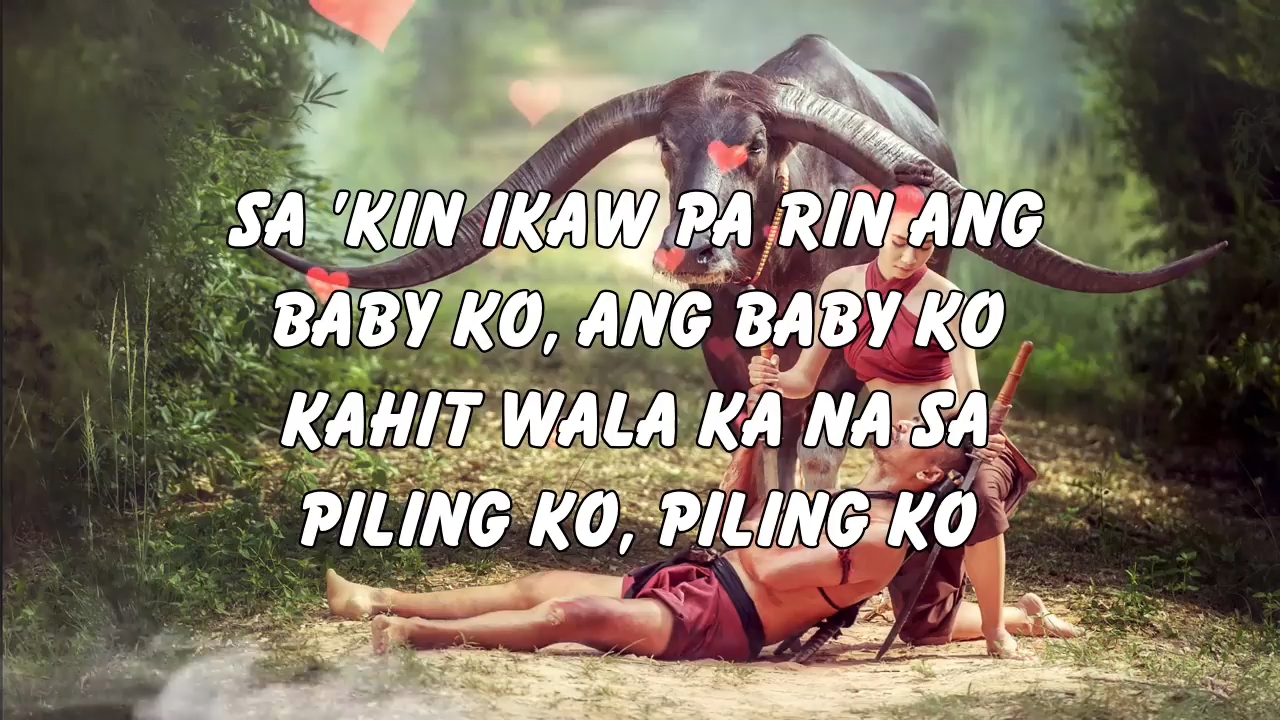 SA 'KIN IKAW PA RIN ANG
BABY KO, ANG BABY KO
KAHIT WALA KA NA SA
PILING KO, PILING KO